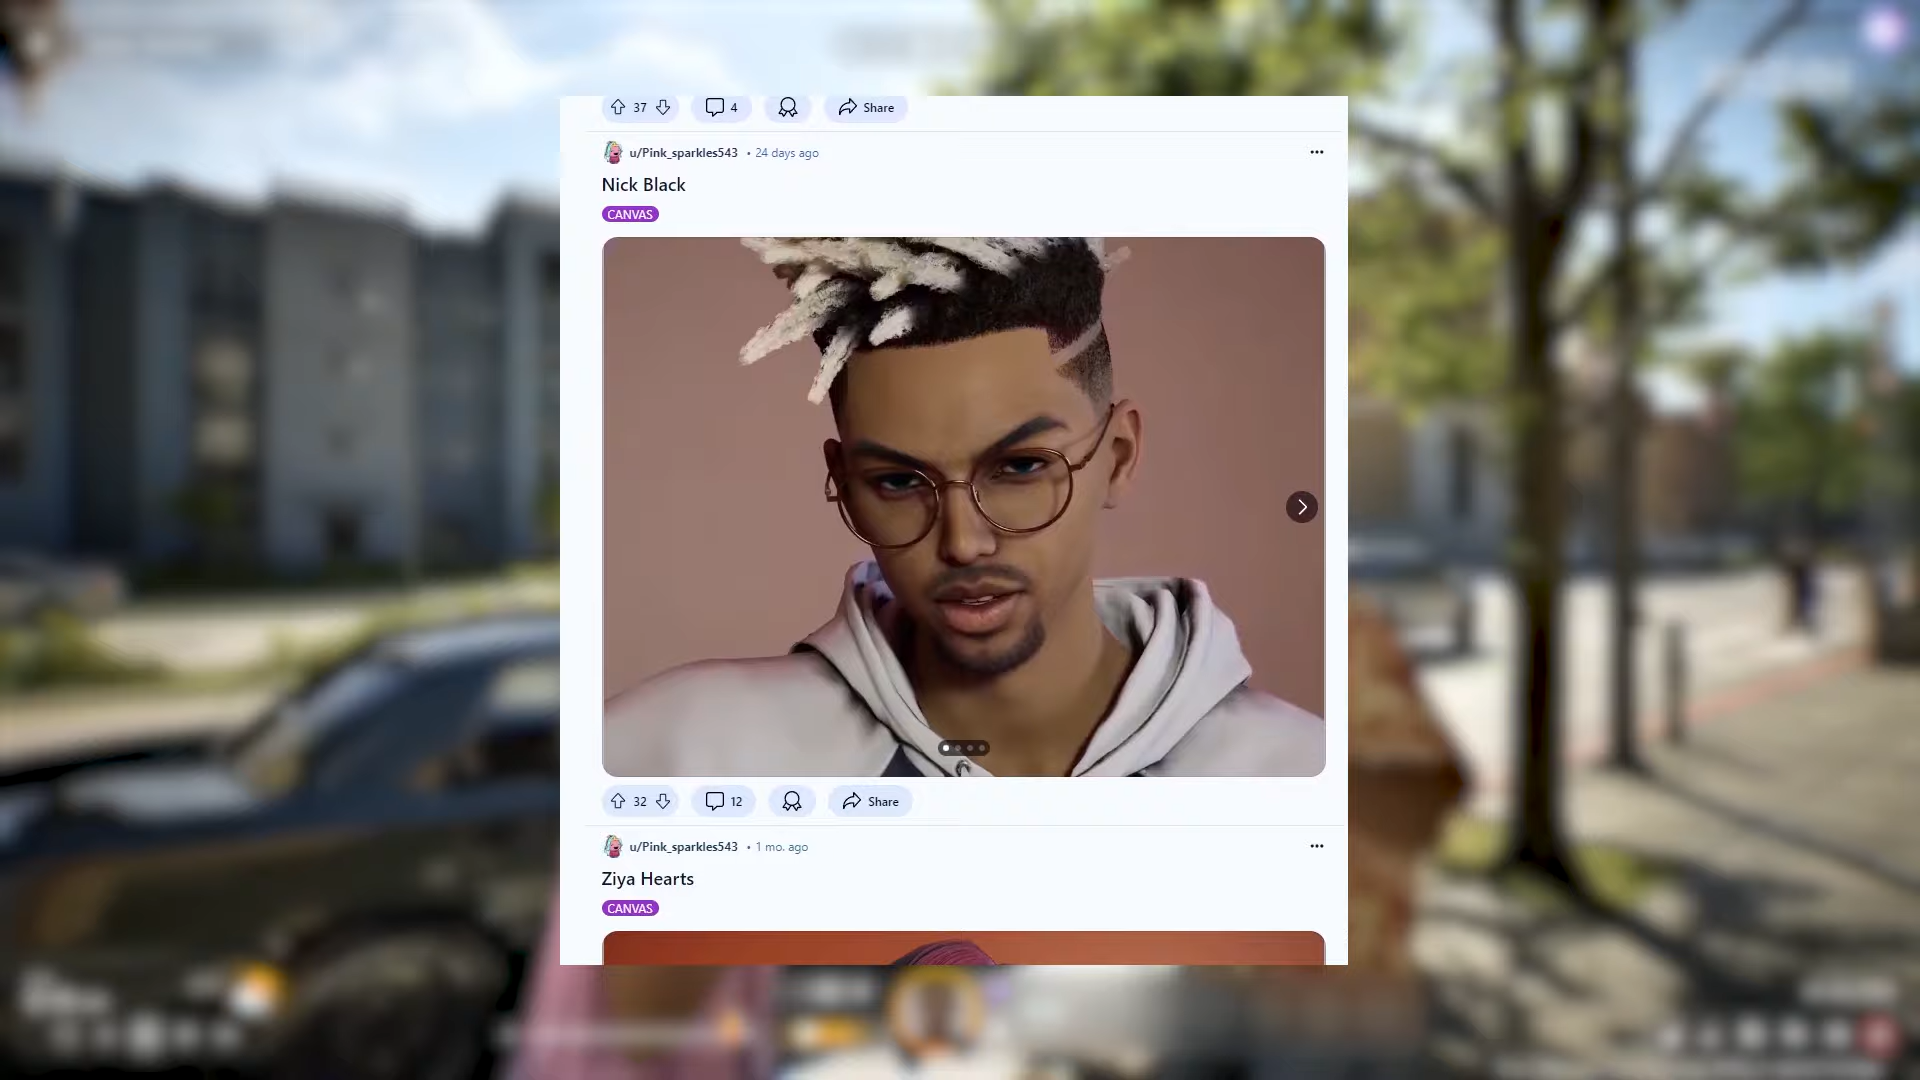 37 4 Share
u/Pink_sparkles543 • 24 days ago
Nick Black
CANVAS
32 12 Share
u/Pink_sparkles543 • 1 mo. ago
Ziya Hearts
CANVAS